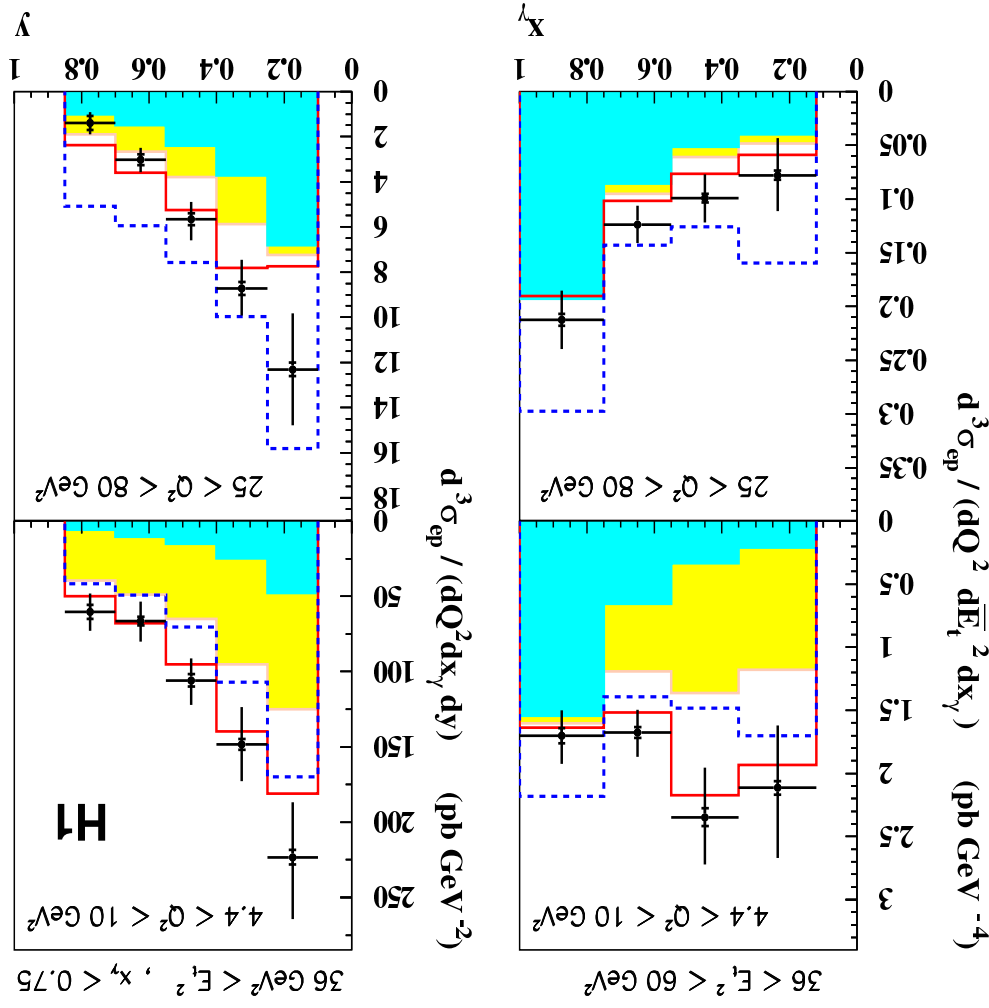 36 < E_t² < 60 GeV²
d³σ_ep / (dQ² dE̅_t² dx_γ) (pb GeV⁻⁴)
4.4 < Q² < 10 GeV²
3
2.5
2
1.5
1
0.5
0
25 < Q² < 80 GeV²
0.35
0.3
0.25
0.2
0.15
0.1
0.05
0
0 0.2 0.4 0.6 0.8 1
x_γ
36 GeV² < E_t² , x_γ < 0.75
d³σ_ep / (dQ²dx_γ dy) (pb GeV⁻²)
4.4 < Q² < 10 GeV²
H1
250
200
150
100
50
0
25 < Q² < 80 GeV²
18
16
14
12
10
8
6
4
2
0
0 0.2 0.4 0.6 0.8 1
y